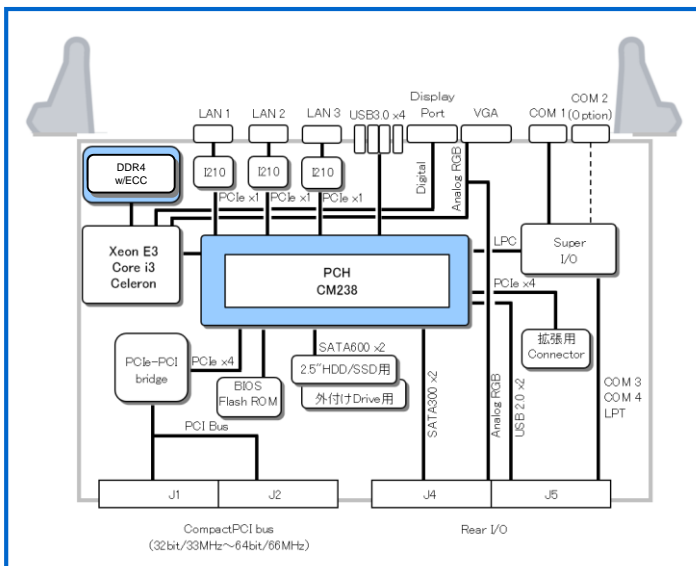 Display
Port
COM 2
(Option)
LAN 1
LAN 2
LAN 3
USB3.0 x4
VGA
COM 1
DDR4
w/ECC
I210
I210
I210
Digital
Analog RGB
PCIe x1
PCIe x1
PCIe x1
Xeon E3
Core i3
Celeron
PCH
CM238
LPC
Super
I/O
PCIe x4
拡張用
Connector
PCIe-PCI
bridge
PCIe x4
BIOS
Flash ROM
SATA600 x2
2.5"HDD/SSD用
外付けDrive用
SATA300 x2
Analog RGB
USB 2.0 x2
COM 3
COM 4
LPT
PCI Bus
J1
J2
J4
J5
CompactPCI bus
(32bit/33MHz～64bit/66MHz)
Rear I/O